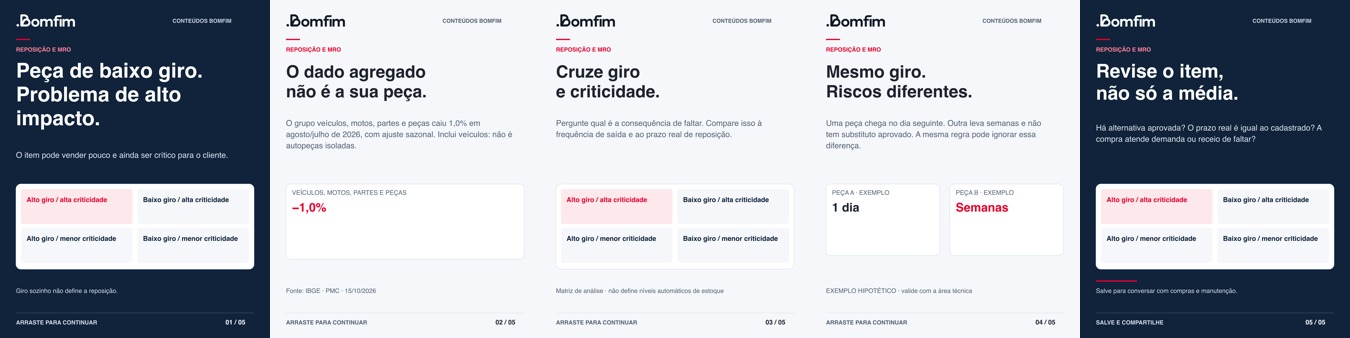 .Bomfim
CONTEÚDOS BOMFIM
REPOSIÇÃO E MRO
Peça de baixo giro.
Problema de alto
impacto.
O item pode vender pouco e ainda ser crítico para o cliente.
Alto giro / alta criticidade
Baixo giro / alta criticidade
Alto giro / menor criticidade
Baixo giro / menor criticidade
Giro sozinho não define a reposição.
ARRASTE PARA CONTINUAR
01 / 05
.Bomfim
CONTEÚDOS BOMFIM
REPOSIÇÃO E MRO
O dado agregado
não é a sua peça.
O grupo veículos, motos, partes e peças caiu 1,0% em
agosto/julho de 2026, com ajuste sazonal. Inclui veículos: não é
autopeças isoladas.
VEÍCULOS, MOTOS, PARTES E PEÇAS
−1,0%
Fonte: IBGE · PMC · 15/10/2026
ARRASTE PARA CONTINUAR
02 / 05
.Bomfim
CONTEÚDOS BOMFIM
REPOSIÇÃO E MRO
Cruze giro
e criticidade.
Pergunte qual é a consequência de faltar. Compare isso à
frequência de saída e ao prazo real de reposição.
Alto giro / alta criticidade
Baixo giro / alta criticidade
Alto giro / menor criticidade
Baixo giro / menor criticidade
Matriz de análise · não define níveis automáticos de estoque
ARRASTE PARA CONTINUAR
03 / 05
.Bomfim
CONTEÚDOS BOMFIM
REPOSIÇÃO E MRO
Mesmo giro.
Riscos diferentes.
Uma peça chega no dia seguinte. Outra leva semanas e não
tem substituto aprovado. A mesma regra pode ignorar essa
diferença.
PEÇA A · EXEMPLO
1 dia
PEÇA B · EXEMPLO
Semanas
EXEMPLO HIPOTÉTICO · valide com a área técnica
ARRASTE PARA CONTINUAR
04 / 05
.Bomfim
CONTEÚDOS BOMFIM
REPOSIÇÃO E MRO
Revise o item,
não só a média.
Há alternativa aprovada? O prazo real é igual ao cadastrado? A
compra atende demanda ou receio de faltar?
Alto giro / alta criticidade
Baixo giro / alta criticidade
Alto giro / menor criticidade
Baixo giro / menor criticidade
Salve para conversar com compras e manutenção.
SALVE E COMPARTILHE
05 / 05